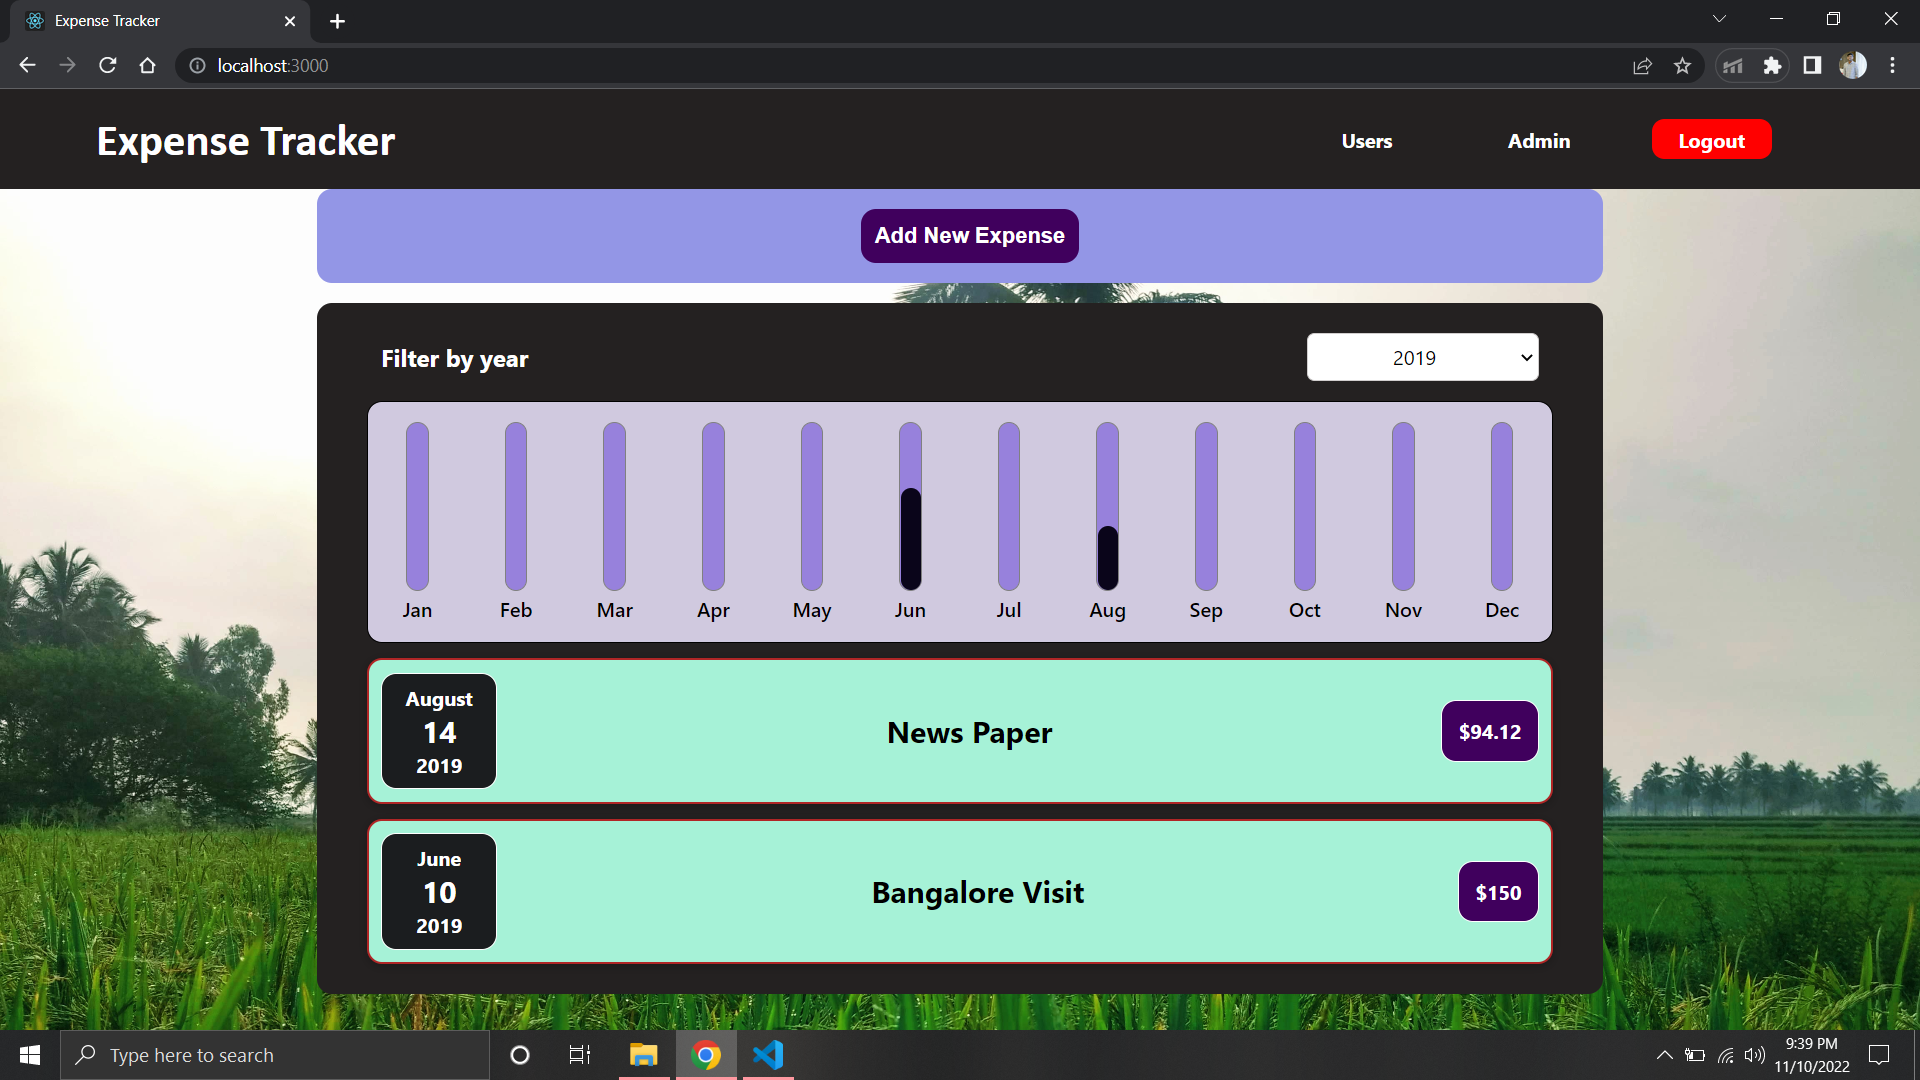 Expense Tracker
localhost:3000
Expense Tracker
Users
Admin
Logout
Add New Expense
Filter by year
2019
Jan Feb Mar Apr May Jun Jul Aug Sep Oct Nov Dec
August
14
2019
News Paper
$94.12
June
10
2019
Bangalore Visit
$150
Type here to search
9:39 PM
11/10/2022